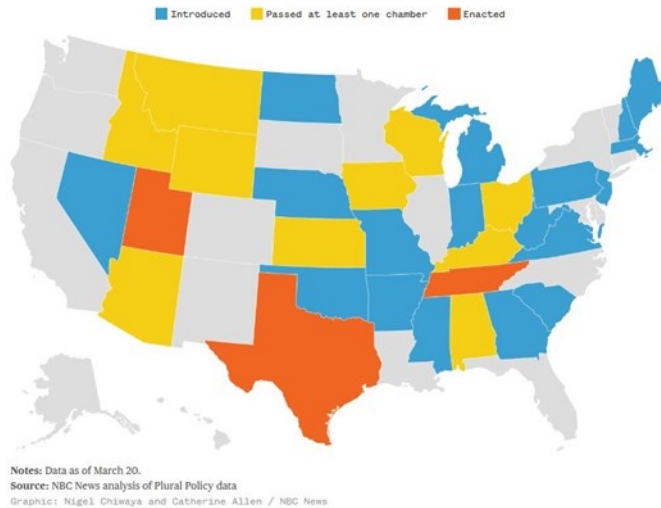 Introduced Passed at least one chamber Enacted
Notes: Data as of March 20.
Source: NBC News analysis of Plural Policy data
Graphic: Nigel Chiwaya and Catherine Allen / NBC News